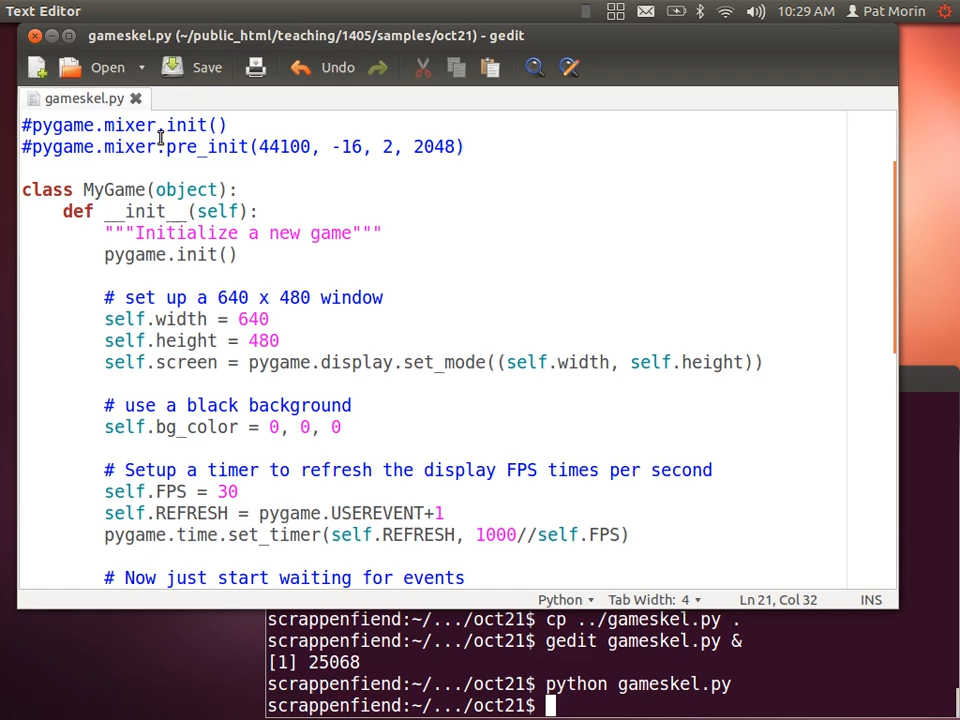 Text Editor
10:29 AM Pat Morin
gameskel.py (~/public_html/teaching/1405/samples/oct21) - gedit
Open Save Undo
gameskel.py
#pygame.mixer.init()
#pygame.mixer.pre_init(44100, -16, 2, 2048)
class MyGame(object):
    def __init__(self):
        """Initialize a new game"""
        pygame.init()
        # set up a 640 x 480 window
        self.width = 640
        self.height = 480
        self.screen = pygame.display.set_mode((self.width, self.height))
        # use a black background
        self.bg_color = 0, 0, 0
        # Setup a timer to refresh the display FPS times per second
        self.FPS = 30
        self.REFRESH = pygame.USEREVENT+1
        pygame.time.set_timer(self.REFRESH, 1000//self.FPS)
        # Now just start waiting for events
Python Tab Width: 4 Ln 21, Col 32 INS
scrappenfiend:~/.../oct21$ cp ../gameskel.py .
scrappenfiend:~/.../oct21$ gedit gameskel.py &
[1] 25068
scrappenfiend:~/.../oct21$ python gameskel.py
scrappenfiend:~/.../oct21$